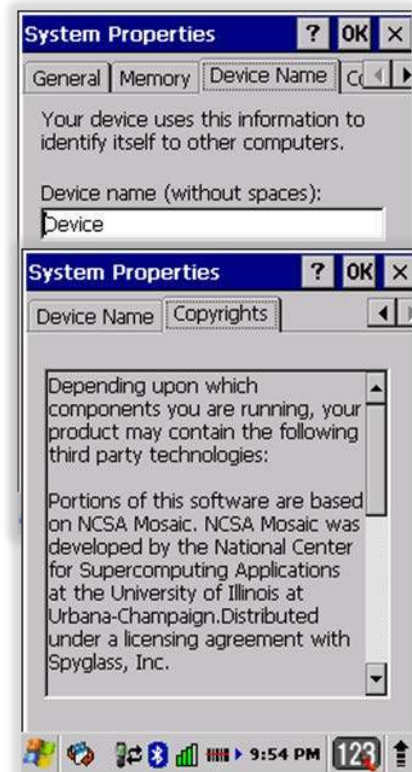 System Properties ? OK ×
General Memory Device Name
Your device uses this information to
identify itself to other computers.
Device name (without spaces):
Device
System Properties ? OK ×
Device Name Copyrights
Depending upon which
components you are running, your
product may contain the following
third party technologies:
Portions of this software are based
on NCSA Mosaic. NCSA Mosaic was
developed by the National Center
for Supercomputing Applications
at the University of Illinois at
Urbana-Champaign.Distributed
under a licensing agreement with
Spyglass, Inc.
9:54 PM 123